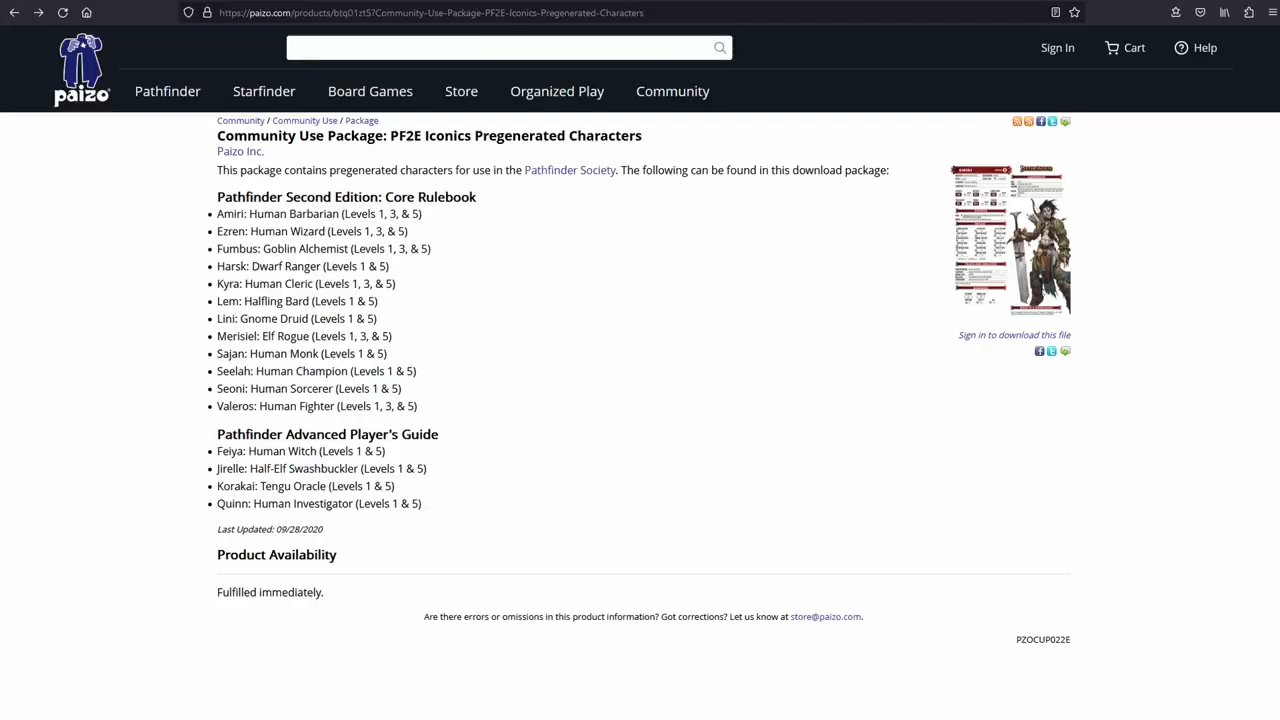 https://paizo.com/products/btq01zt5?Community-Use-Package-PF2E-Iconics-Pregenerated-Characters
paizo
Sign In
Cart
Help
Pathfinder
Starfinder
Board Games
Store
Organized Play
Community
Community / Community Use / Package
Community Use Package: PF2E Iconics Pregenerated Characters
Paizo Inc.
This package contains pregenerated characters for use in the Pathfinder Society. The following can be found in this download package:
Pathfinder Second Edition: Core Rulebook
• Amiri: Human Barbarian (Levels 1, 3, & 5)
• Ezren: Human Wizard (Levels 1, 3, & 5)
• Fumbus: Goblin Alchemist (Levels 1, 3, & 5)
• Harsk: Dwarf Ranger (Levels 1 & 5)
• Kyra: Human Cleric (Levels 1, 3, & 5)
• Lem: Halfling Bard (Levels 1 & 5)
• Lini: Gnome Druid (Levels 1 & 5)
• Merisiel: Elf Rogue (Levels 1, 3, & 5)
• Sajan: Human Monk (Levels 1 & 5)
• Seelah: Human Champion (Levels 1 & 5)
• Seoni: Human Sorcerer (Levels 1 & 5)
• Valeros: Human Fighter (Levels 1, 3, & 5)
AMIRI
Sign in to download this file
Pathfinder Advanced Player's Guide
• Feiya: Human Witch (Levels 1 & 5)
• Jirelle: Half-Elf Swashbuckler (Levels 1 & 5)
• Korakai: Tengu Oracle (Levels 1 & 5)
• Quinn: Human Investigator (Levels 1 & 5)
Last Updated: 09/28/2020
Product Availability
Fulfilled immediately.
Are there errors or omissions in this product information? Got corrections? Let us know at store@paizo.com.
PZOCUP022E